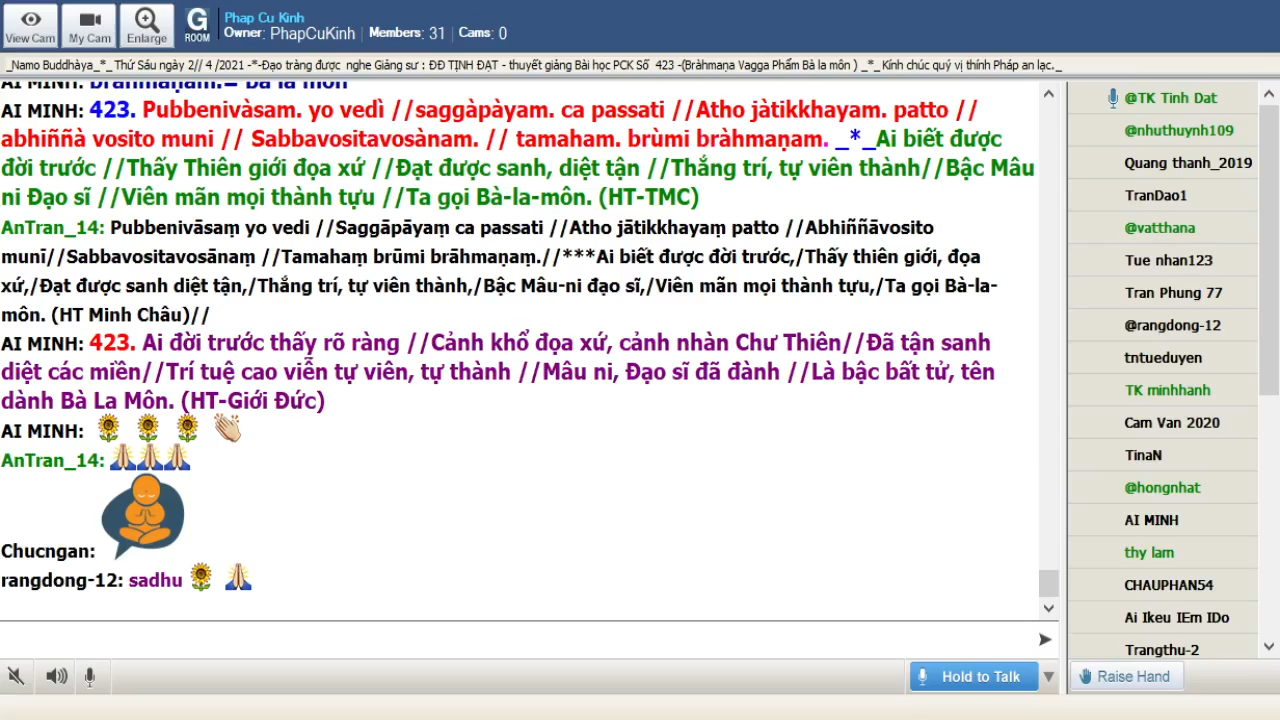 View Cam
My Cam
Enlarge
G
ROOM
Phap Cu Kinh
Owner: PhapCuKinh | Members: 31 | Cams: 0
_Namo Buddhàya_*_ Thứ Sáu ngày 2// 4 /2021 -*-Đạo tràng được nghe Giảng sư : ĐĐ TỊNH ĐẠT - thuyết giảng Bài học PCK Số 423 -(Bràhmaṇa Vagga Phẩm Bà la môn ) _*_Kính chúc quý vị thính Pháp an lạc._
AI MINH: bràhmaṇam.= Bà la môn
AI MINH: 423. Pubbenivàsam. yo vedì //saggàpàyam. ca passati //Atho jàtikkhayam. patto //
abhiññà vosito muni // Sabbavositavosànam. // tamaham. brùmi bràhmaṇam. _*_Ai biết được
đời trước //Thấy Thiên giới đọa xứ //Đạt được sanh, diệt tận //Thắng trí, tự viên thành//Bậc Mâu
ni Đạo sĩ //Viên mãn mọi thành tựu //Ta gọi Bà-la-môn. (HT-TMC)
AnTran_14: Pubbenivāsaṃ yo vedi //Saggāpāyaṃ ca passati //Atho jātikkhayaṃ patto //Abhiññāvosito
munī//Sabbavositavosānaṃ //Tamahaṃ brūmi brāhmaṇaṃ.//***Ai biết được đời trước,/Thấy thiên giới, đọa
xứ,/Đạt được sanh diệt tận,/Thắng trí, tự viên thành,/Bậc Mâu-ni đạo sĩ,/Viên mãn mọi thành tựu,/Ta gọi Bà-la-
môn. (HT Minh Châu)//
AI MINH: 423. Ai đời trước thấy rõ ràng //Cảnh khổ đọa xứ, cảnh nhàn Chư Thiên//Đã tận sanh
diệt các miền//Trí tuệ cao viễn tự viên, tự thành //Mâu ni, Đạo sĩ đã đành //Là bậc bất tử, tên
dành Bà La Môn. (HT-Giới Đức)
AI MINH:
AnTran_14:
Chucngan:
rangdong-12: sadhu
@TK Tinh Dat
@nhuthuynh109
Quang thanh_2019
TranDao1
@vatthana
Tue nhan123
Tran Phung 77
@rangdong-12
tntueduyen
TK minhhanh
Cam Van 2020
TinaN
@hongnhat
AI MINH
thy lam
CHAUPHAN54
Ai Ikeu IEm IDo
Trangthu-2
Hold to Talk
Raise Hand